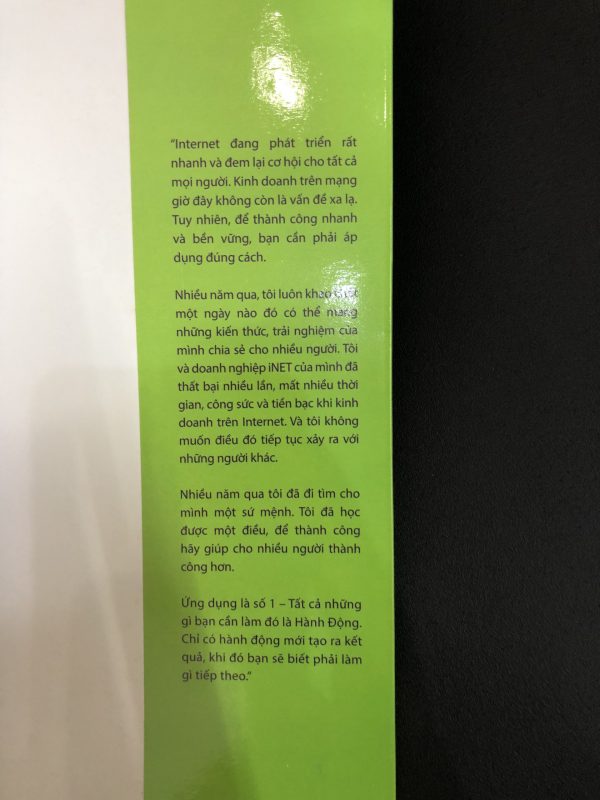 “Internet đang phát triển rất
nhanh và đem lại cơ hội cho tất cả
mọi người. Kinh doanh trên mạng
giờ đây không còn là vấn đề xa lạ.
Tuy nhiên, để thành công nhanh
và bền vững, bạn cần phải áp
dụng đúng cách.
Nhiều năm qua, tôi luôn khao khát
một ngày nào đó có thể mang
những kiến thức, trải nghiệm của
mình chia sẻ cho nhiều người. Tôi
và doanh nghiệp iNET của mình đã
thất bại nhiều lần, mất nhiều thời
gian, công sức và tiền bạc khi kinh
doanh trên Internet. Và tôi không
muốn điều đó tiếp tục xảy ra với
những người khác.
Nhiều năm qua tôi đã đi tìm cho
mình một sứ mệnh. Tôi đã học
được một điều, để thành công
hãy giúp cho nhiều người thành
công hơn.
Ứng dụng là số 1 – Tất cả những
gì bạn cần làm đó là Hành Động.
Chỉ có hành động mới tạo ra kết
quả, khi đó bạn sẽ biết phải làm
gì tiếp theo.”